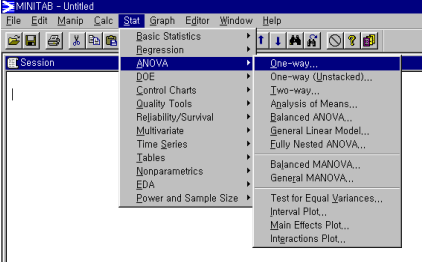 MINITAB - Untitled
File Edit Manip Calc Stat Graph Editor Window Help
Session
Basic Statistics
Regression
ANOVA
DOE
Control Charts
Quality Tools
Reliability/Survival
Multivariate
Time Series
Tables
Nonparametrics
EDA
Power and Sample Size
One-way...
One-way (Unstacked)...
Two-way...
Analysis of Means...
Balanced ANOVA...
General Linear Model...
Fully Nested ANOVA...
Balanced MANOVA...
General MANOVA...
Test for Equal Variances...
Interval Plot...
Main Effects Plot...
Interactions Plot...